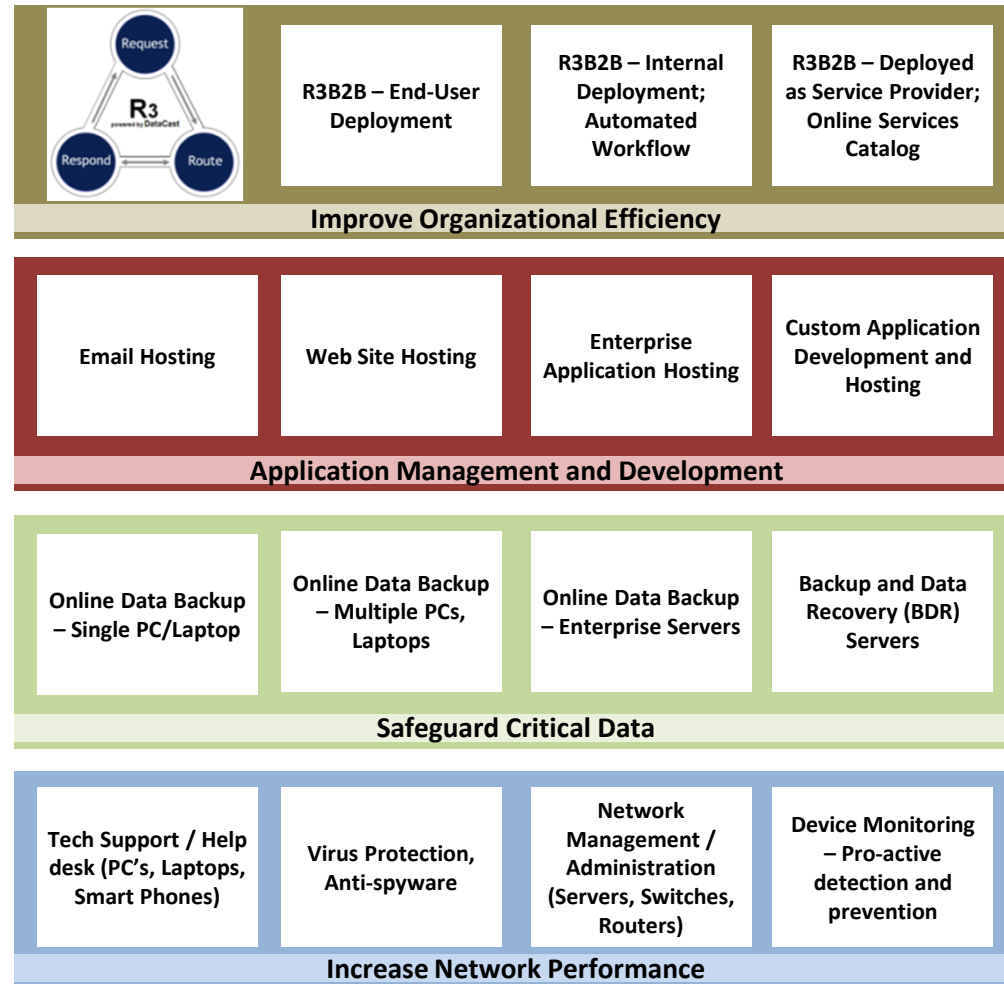 Request
R3
powered by DataCast
Respond
Route
R3B2B – End-User
Deployment
R3B2B – Internal
Deployment;
Automated
Workflow
R3B2B – Deployed
as Service Provider;
Online Services
Catalog
Improve Organizational Efficiency
Email Hosting
Web Site Hosting
Enterprise
Application Hosting
Custom Application
Development and
Hosting
Application Management and Development
Online Data Backup
– Single PC/Laptop
Online Data Backup
– Multiple PCs,
Laptops
Online Data Backup
– Enterprise Servers
Backup and Data
Recovery (BDR)
Servers
Safeguard Critical Data
Tech Support / Help
desk (PC’s, Laptops,
Smart Phones)
Virus Protection,
Anti-spyware
Network
Management /
Administration
(Servers, Switches,
Routers)
Device Monitoring
– Pro-active
detection and
prevention
Increase Network Performance